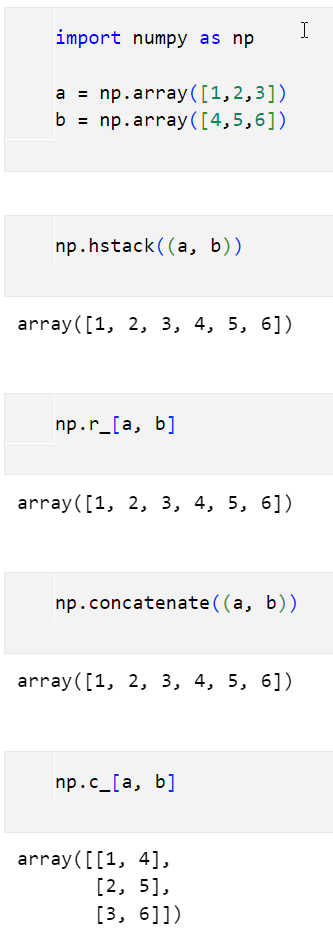 import numpy as np
a = np.array([1,2,3])
b = np.array([4,5,6])
np.hstack((a, b))
array([1, 2, 3, 4, 5, 6])
np.r_[a, b]
array([1, 2, 3, 4, 5, 6])
np.concatenate((a, b))
array([1, 2, 3, 4, 5, 6])
np.c_[a, b]
array([[1, 4],
       [2, 5],
       [3, 6]])